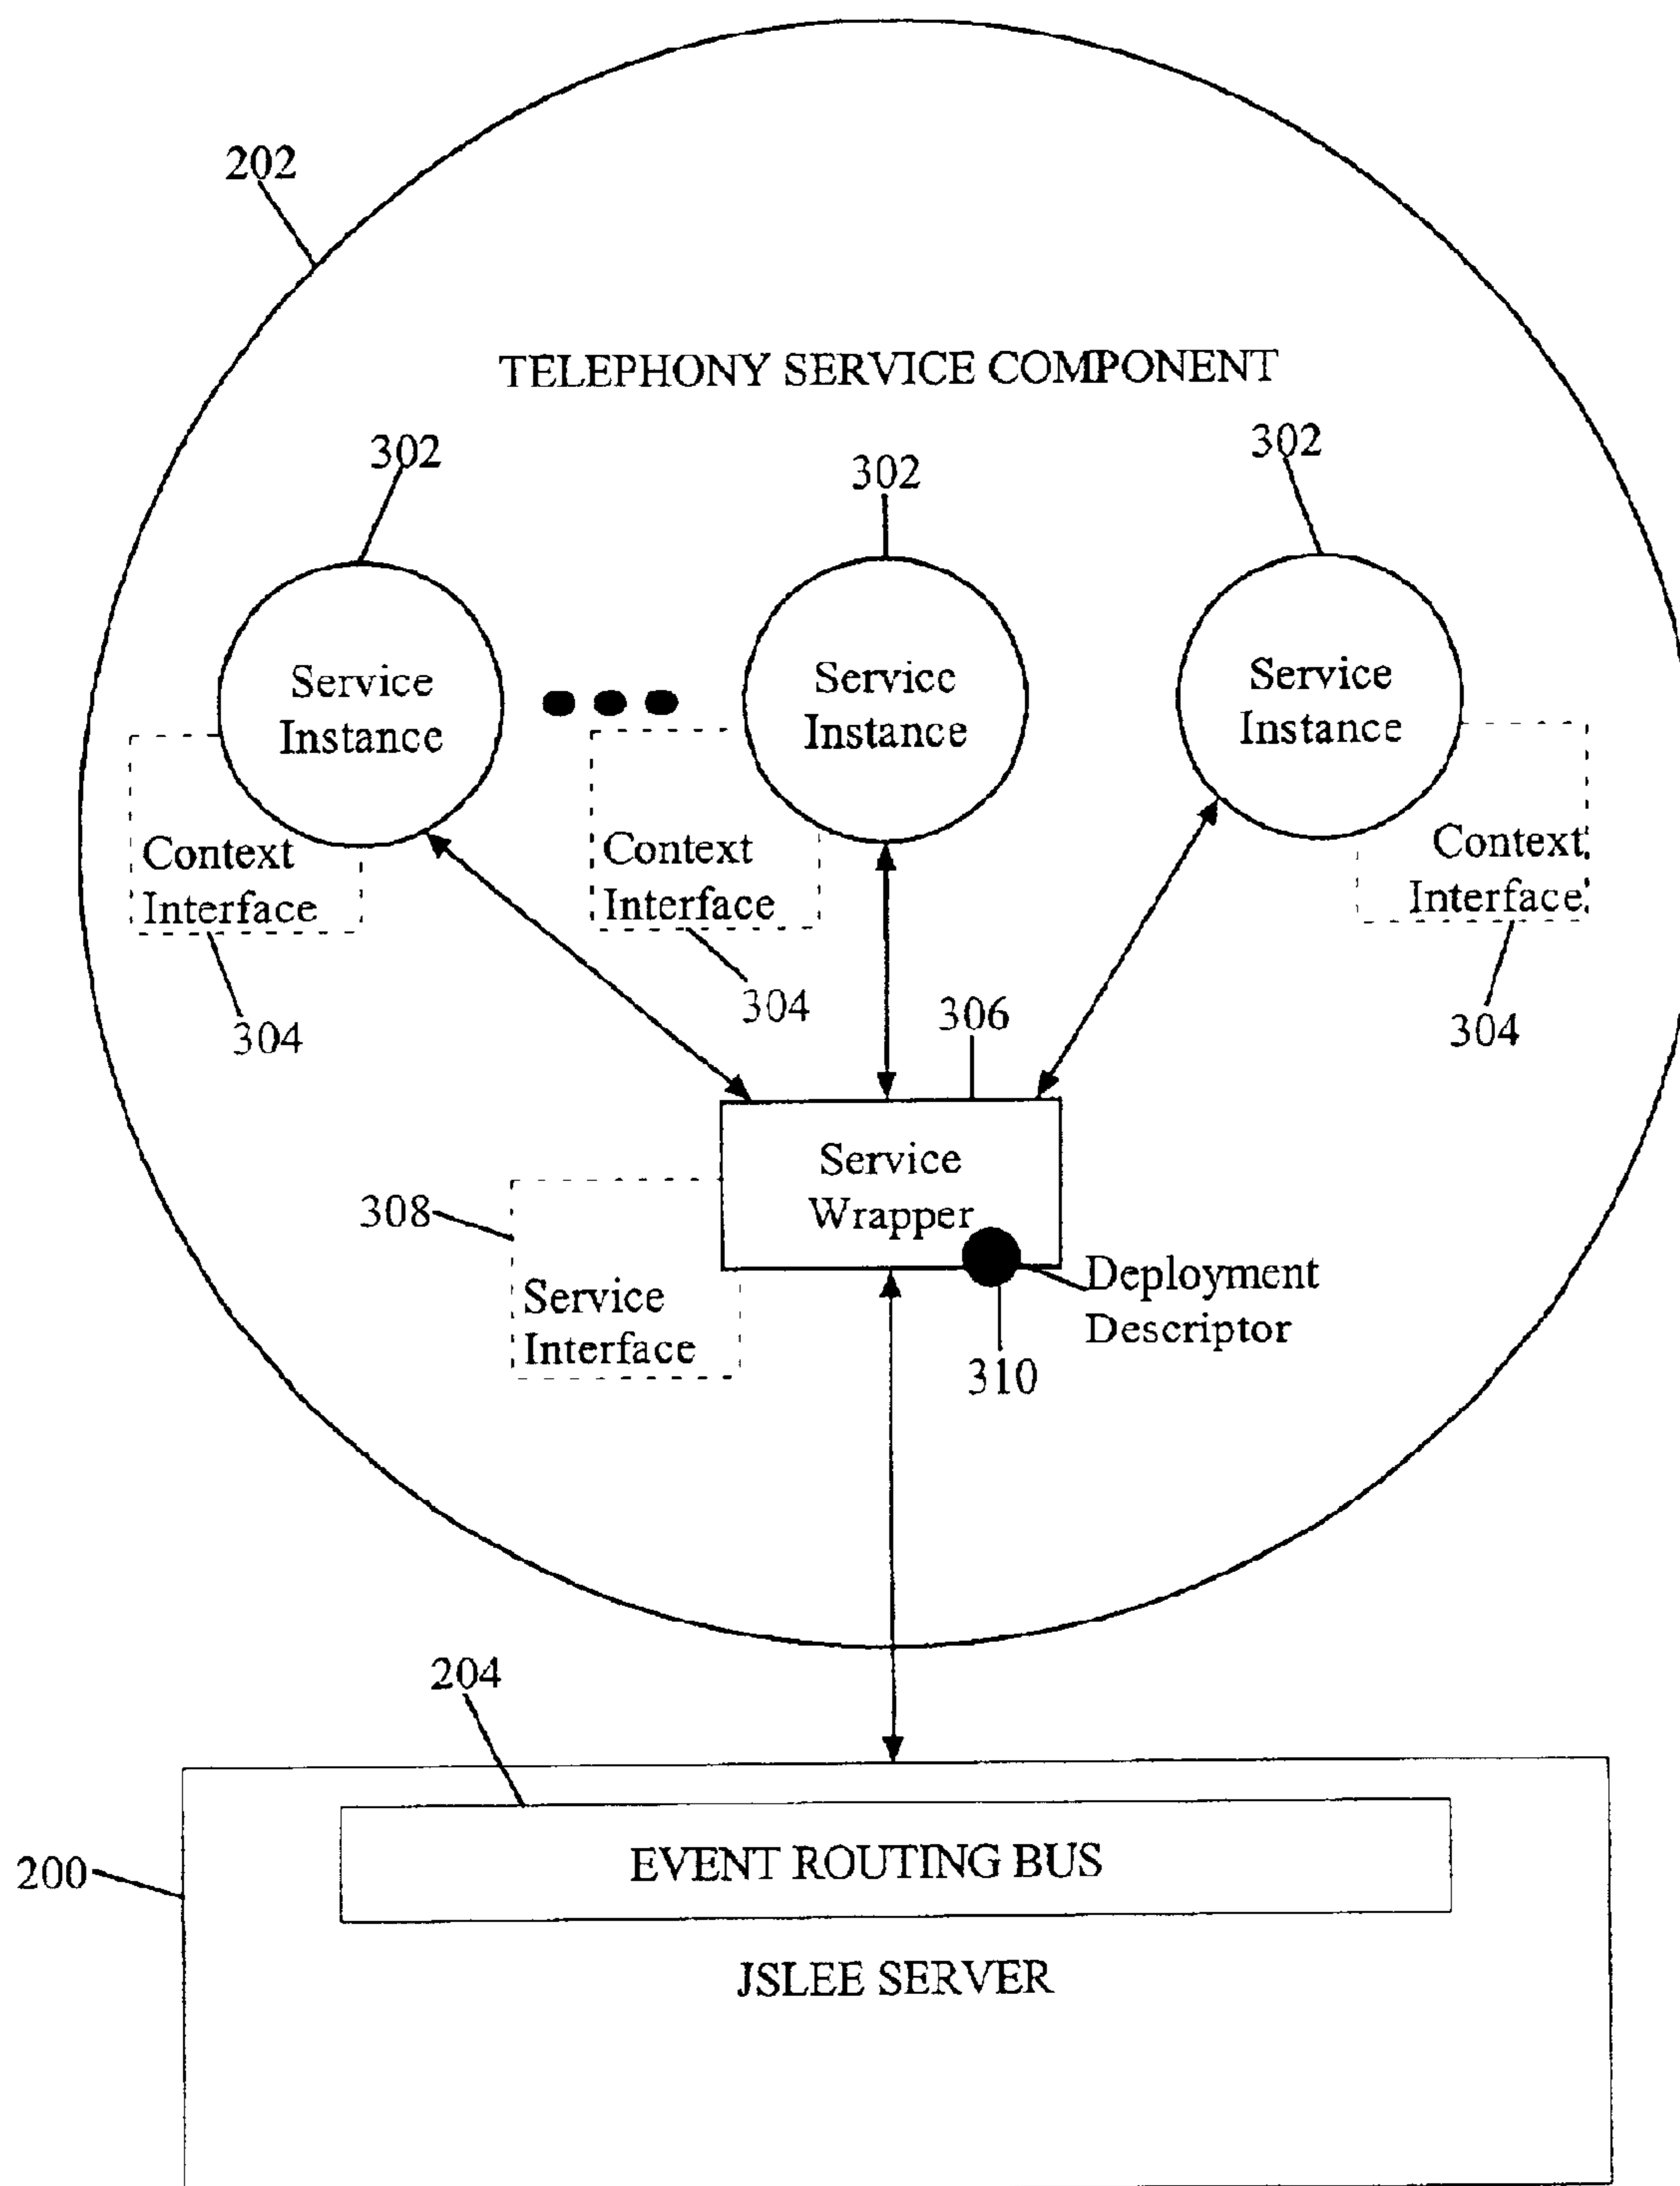 202
TELEPHONY SERVICE COMPONENT
302
302
302
Service
Instance
Service
Instance
Service
Instance
Context
Interface
Context
Interface
Context
Interface
304
304
304
306
Service
Wrapper
308
Service
Interface
Deployment
Descriptor
310
204
EVENT ROUTING BUS
200
JSLEE SERVER